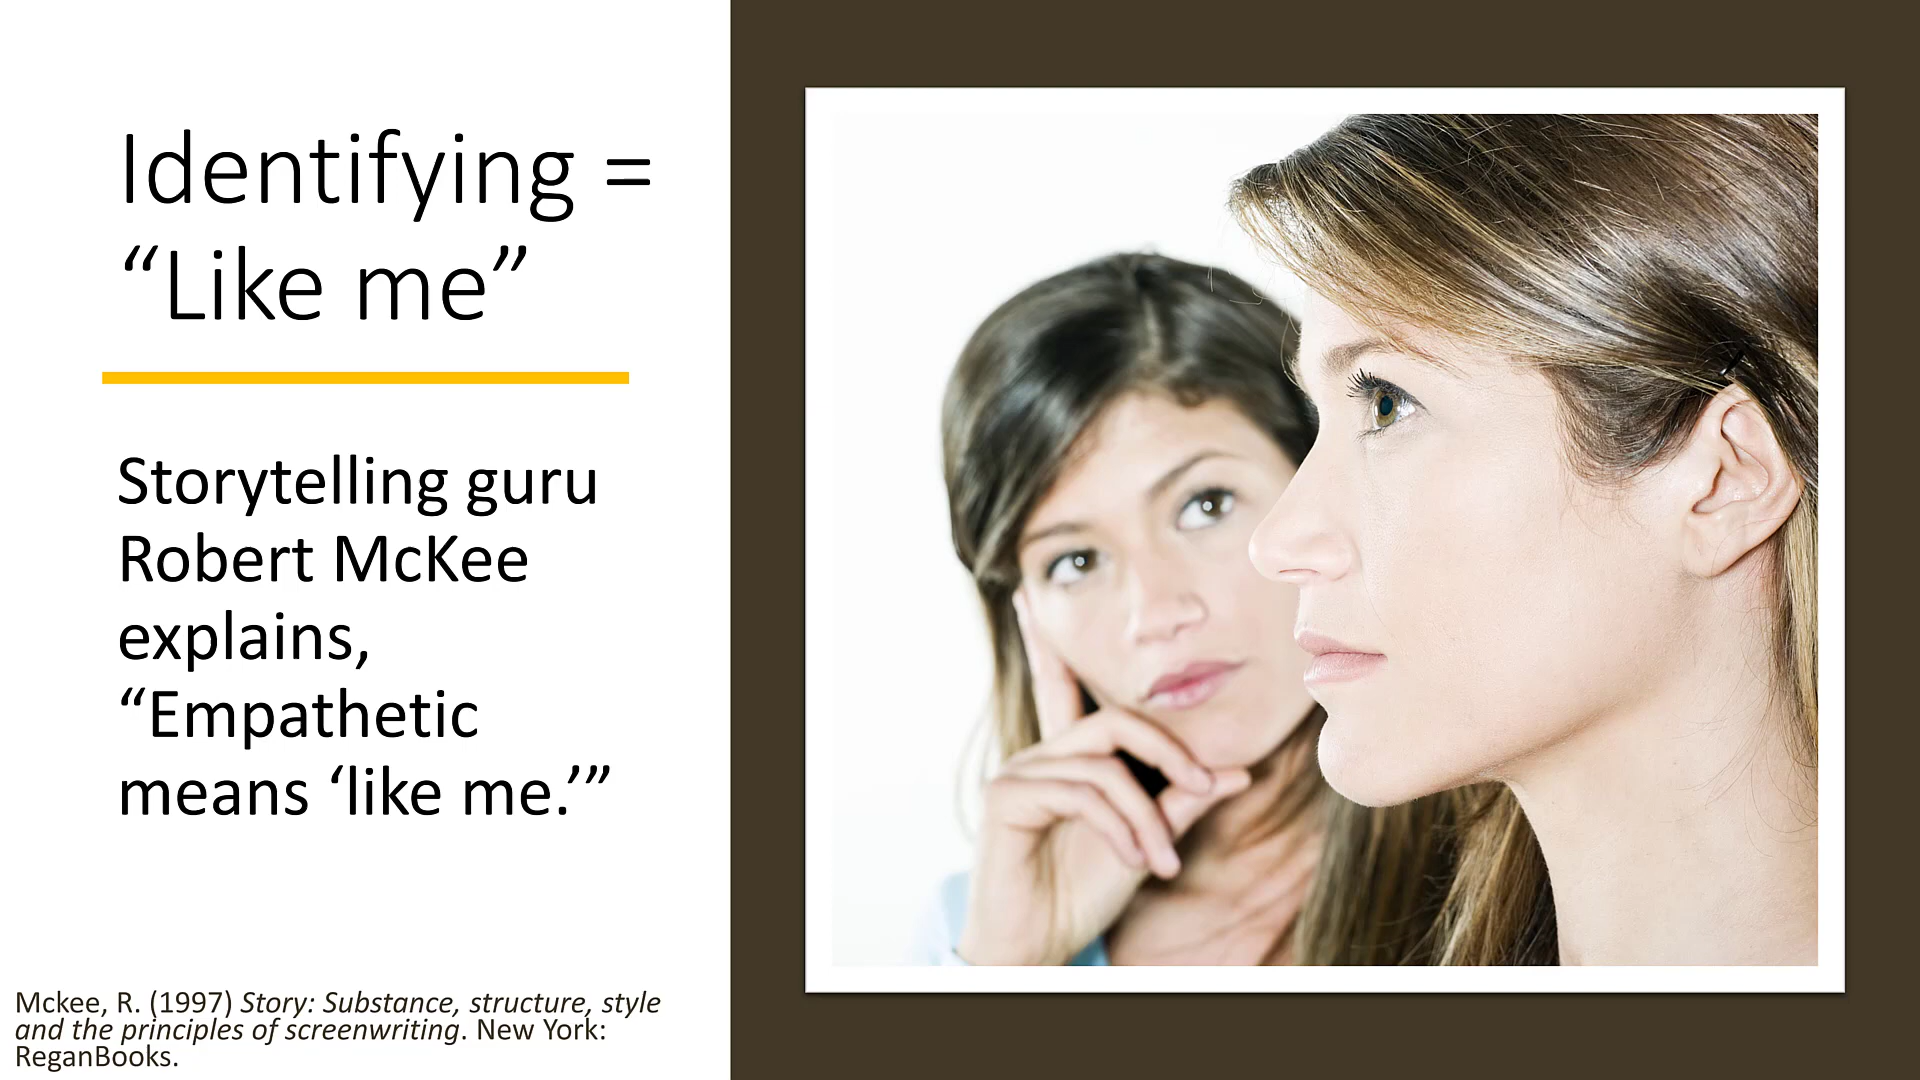 Identifying =
“Like me”
Storytelling guru
Robert McKee
explains,
“Empathetic
means ‘like me.’”
Mckee, R. (1997) Story: Substance, structure, style
and the principles of screenwriting. New York:
ReganBooks.